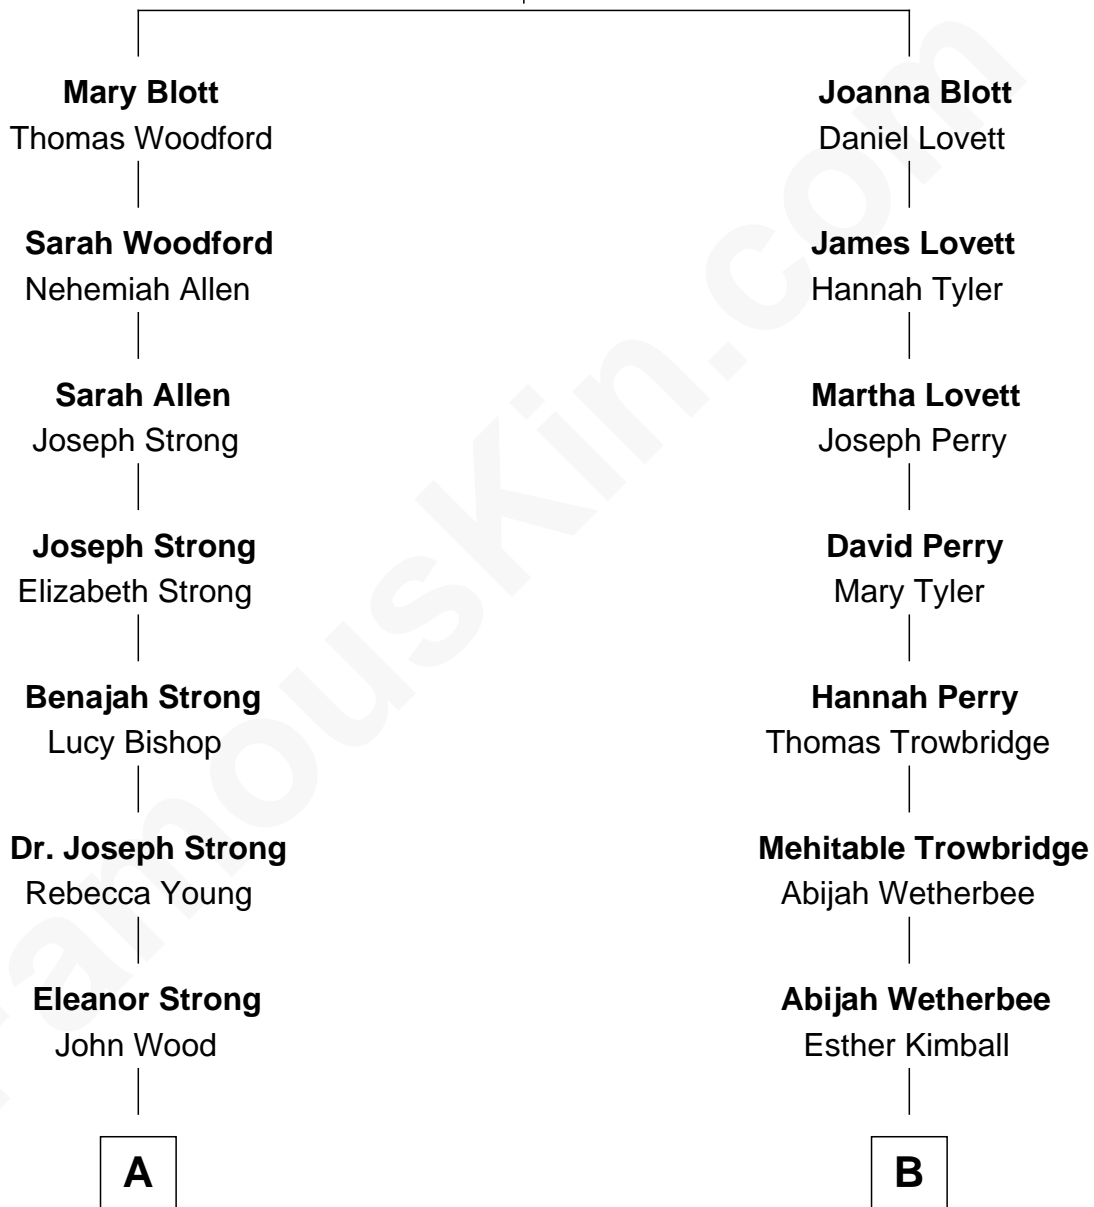 Mary Blott
Thomas Woodford
Sarah Woodford
Nehemiah Allen
Sarah Allen
Joseph Strong
Joseph Strong
Elizabeth Strong
Benajah Strong
Lucy Bishop
Dr. Joseph Strong
Rebecca Young
Eleanor Strong
John Wood
A
Joanna Blott
Daniel Lovett
James Lovett
Hannah Tyler
Martha Lovett
Joseph Perry
David Perry
Mary Tyler
Hannah Perry
Thomas Trowbridge
Mehitable Trowbridge
Abijah Wetherbee
Abijah Wetherbee
Esther Kimball
B
FamousKin.com